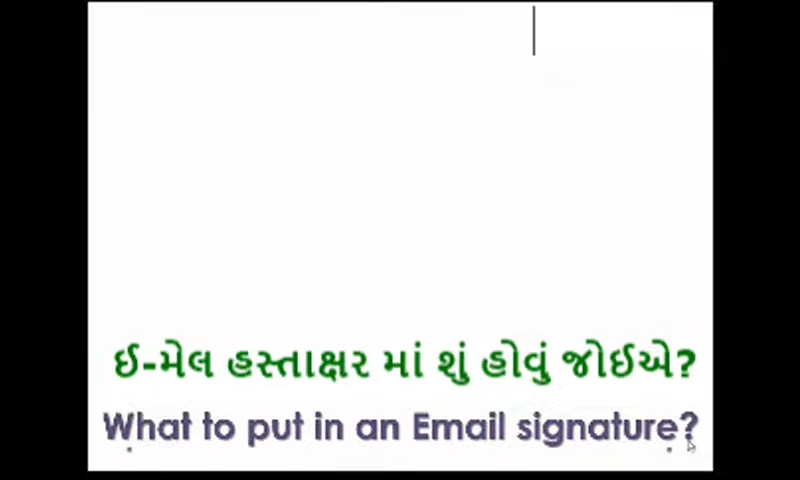 ઈ-મેલ હસ્તાક્ષર માં શું હોવું જોઈએ?
What to put in an Email signature?